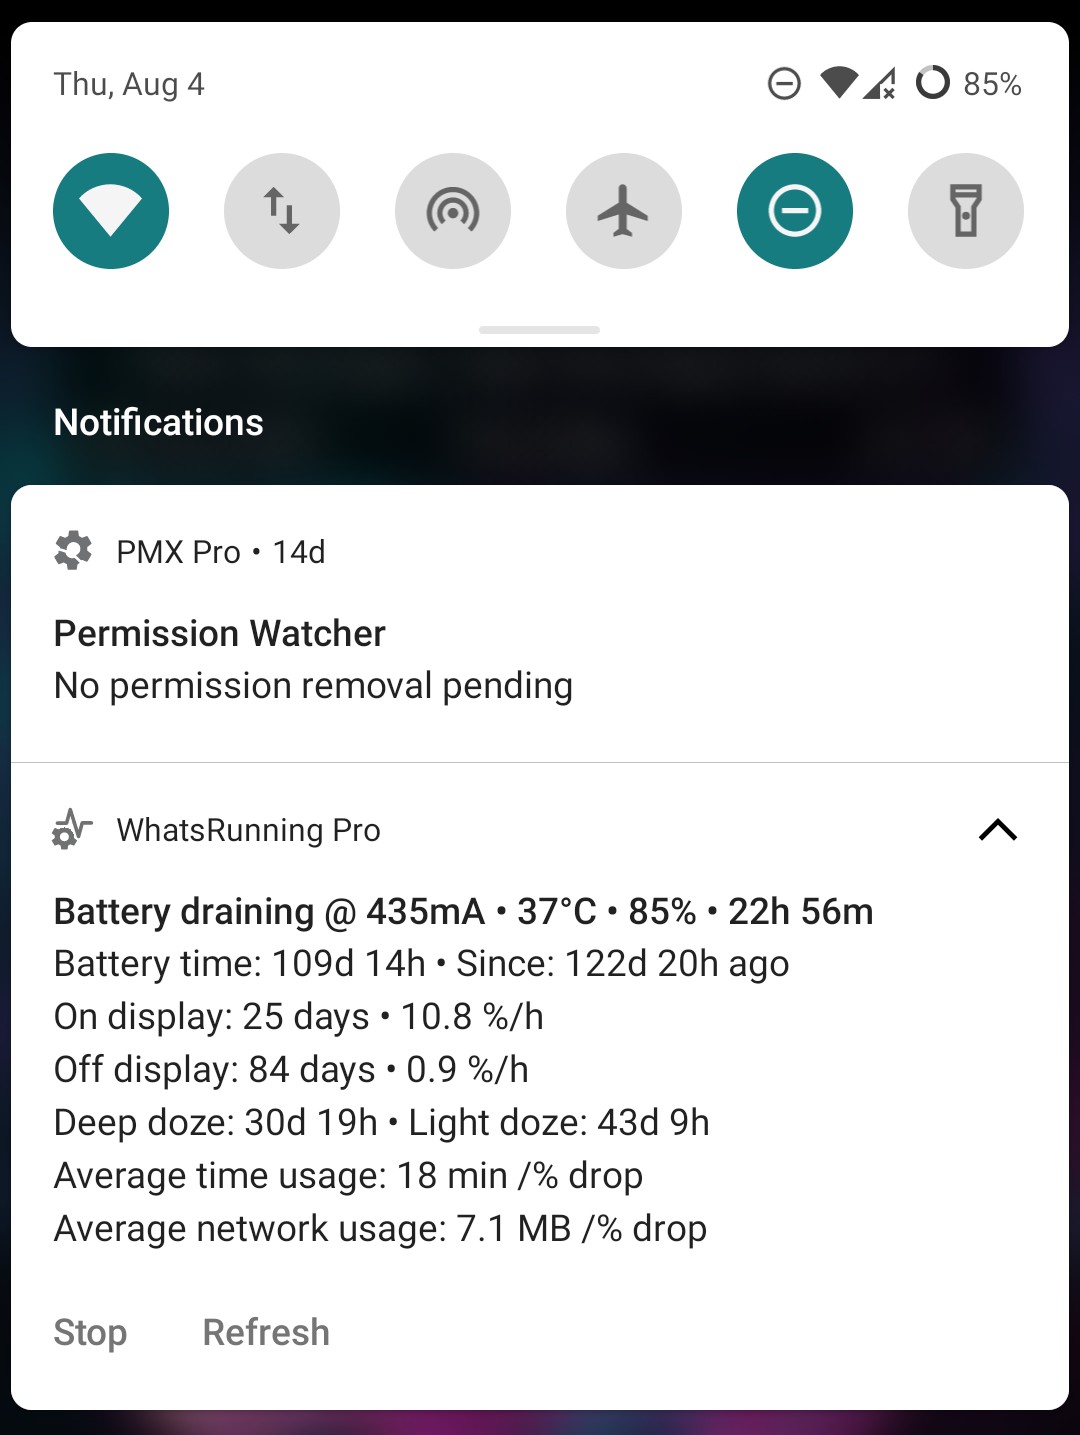 Thu, Aug 4 85%
Notifications
PMX Pro • 14d
Permission Watcher
No permission removal pending
WhatsRunning Pro
Battery draining @ 435mA • 37°C • 85% • 22h 56m
Battery time: 109d 14h • Since: 122d 20h ago
On display: 25 days • 10.8 %/h
Off display: 84 days • 0.9 %/h
Deep doze: 30d 19h • Light doze: 43d 9h
Average time usage: 18 min /% drop
Average network usage: 7.1 MB /% drop
Stop Refresh